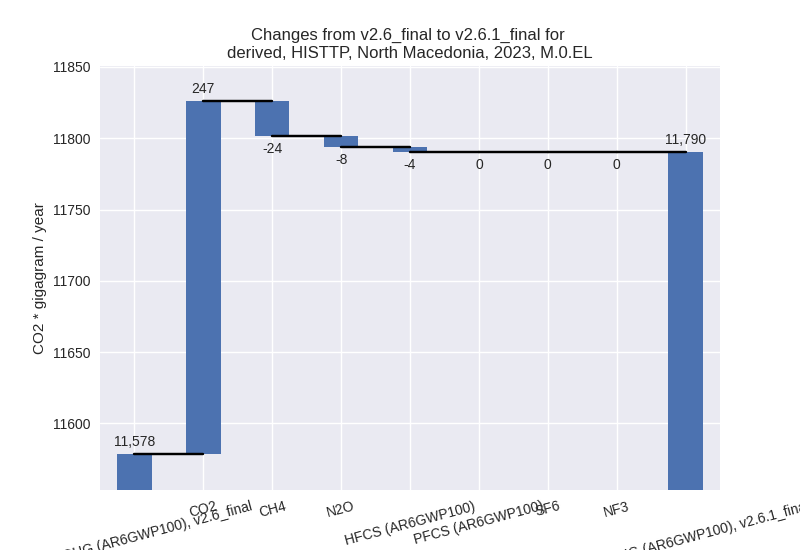 Changes from v2.6_final to v2.6.1_final for
derived, HISTTP, North Macedonia, 2023, M.0.EL
CO2 * gigagram / year
11850
11800
11750
11700
11650
11600
11,578
247
-24
-8
-4
0
0
0
11,790
(AR6GWP100), v2.6_final
CO2
CH4
N2O
HFCS (AR6GWP100)
PFCS (AR6GWP100)
SF6
NF3
(AR6GWP100), v2.6.1_final